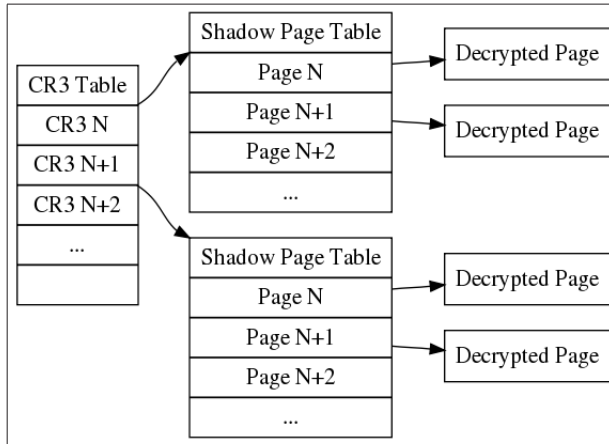 CR3 Table
CR3 N
CR3 N+1
CR3 N+2
...
Shadow Page Table
Page N
Page N+1
Page N+2
...
Decrypted Page
Decrypted Page
Shadow Page Table
Page N
Page N+1
Page N+2
...
Decrypted Page
Decrypted Page